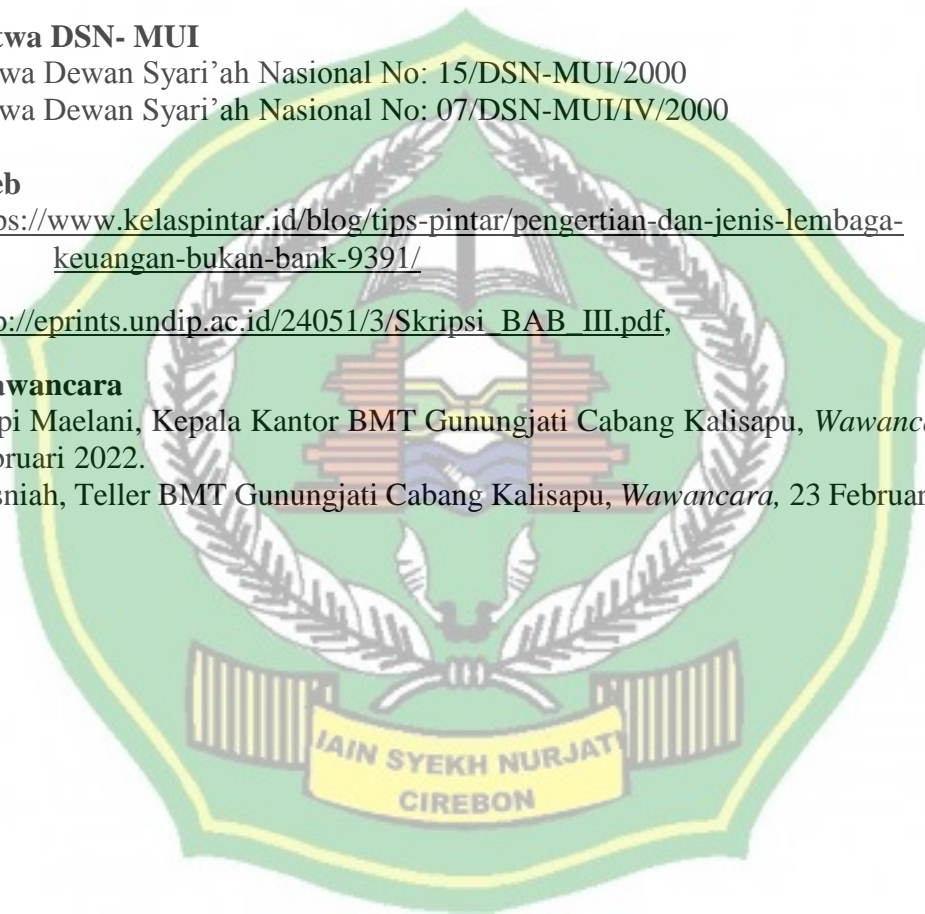 twa DSN- MUI
wa Dewan Syari’ah Nasional No: 15/DSN-MUI/2000
wa Dewan Syari’ah Nasional No: 07/DSN-MUI/IV/2000
eb
ps://www.kelaspintar.id/blog/tips-pintar/pengertian-dan-jenis-lembaga-
keuangan-bukan-bank-9391/
p://eprints.undip.ac.id/24051/3/Skripsi_BAB_III.pdf,
awancara
pi Maelani, Kepala Kantor BMT Gunungjati Cabang Kalisapu, Wawanca
bruari 2022.
sniah, Teller BMT Gunungjati Cabang Kalisapu, Wawancara, 23 Februar
IAIN SYEKH NURJATI
CIREBON